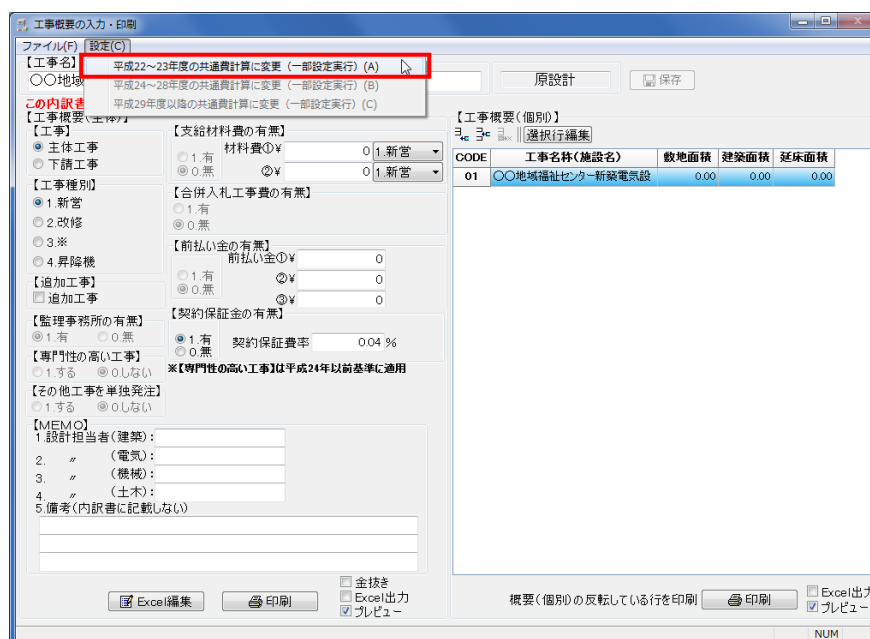 工事概要の入力・印刷
ファイル(F) 設定(C)
平成22～23年度の共通費計算に変更（一部設定実行）(A)
平成24～28年度の共通費計算に変更（一部設定実行）(B)
平成29年度以降の共通費計算に変更（一部設定実行）(C)
【工事名】
〇〇地域
原設計
保存
この内訳書
【工事概要(主体)】
【工事】
主体工事
下請工事
【工事種別】
1.新営
2.改修
3.※
4.昇降機
【追加工事】
追加工事
【監理事務所の有無】
1.有 0.無
【専門性の高い工事】
1.する 0.しない
【その他工事を単独発注】
1.する 0.しない
【支給材料費の有無】
1.有
0.無
材料費①¥ 0 1.新営
②¥ 0 1.新営
【合併入札工事費の有無】
1.有
0.無
【前払い金の有無】
1.有
0.無
前払い金①¥ 0
②¥ 0
③¥ 0
【契約保証金の有無】
1.有
0.無
契約保証費率 0.04 %
※【専門性の高い工事】は平成24年以前基準に適用
【MEMO】
1.設計担当者(建築):
2. 〃 (電気):
3. 〃 (機械):
4. 〃 (土木):
5.備考(内訳書に記載しない)
Excel編集
印刷
金抜き
Excel出力
プレビュー
【工事概要(個別)】
選択行編集
CODE 工事名称(施設名) 敷地面積 建築面積 延床面積
01 〇〇地域福祉センター新築電気設 0.00 0.00 0.00
概要(個別)の反転している行を印刷
印刷
Excel出力
プレビュー
NUM